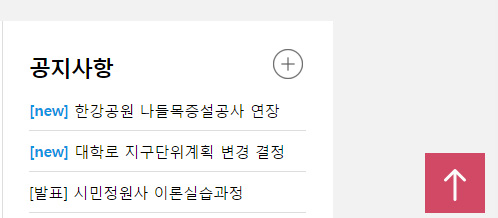 공지사항
[new] 한강공원 나들목증설공사 연장
[new] 대학로 지구단위계획 변경 결정
[발표] 시민정원사 이론실습과정